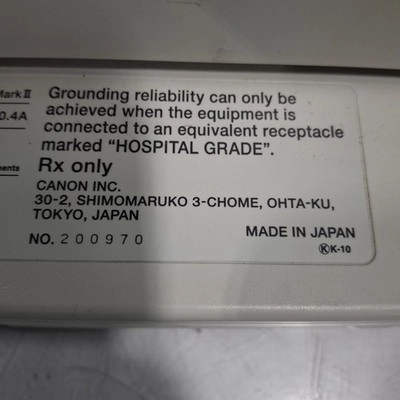 Mark II
0.4A
ments
Grounding reliability can only be
achieved when the equipment is
connected to an equivalent receptacle
marked “HOSPITAL GRADE”.
Rx only
CANON INC.
30-2, SHIMOMARUKO 3-CHOME, OHTA-KU,
TOKYO, JAPAN
NO. 200970
MADE IN JAPAN
Ⓚ K-10